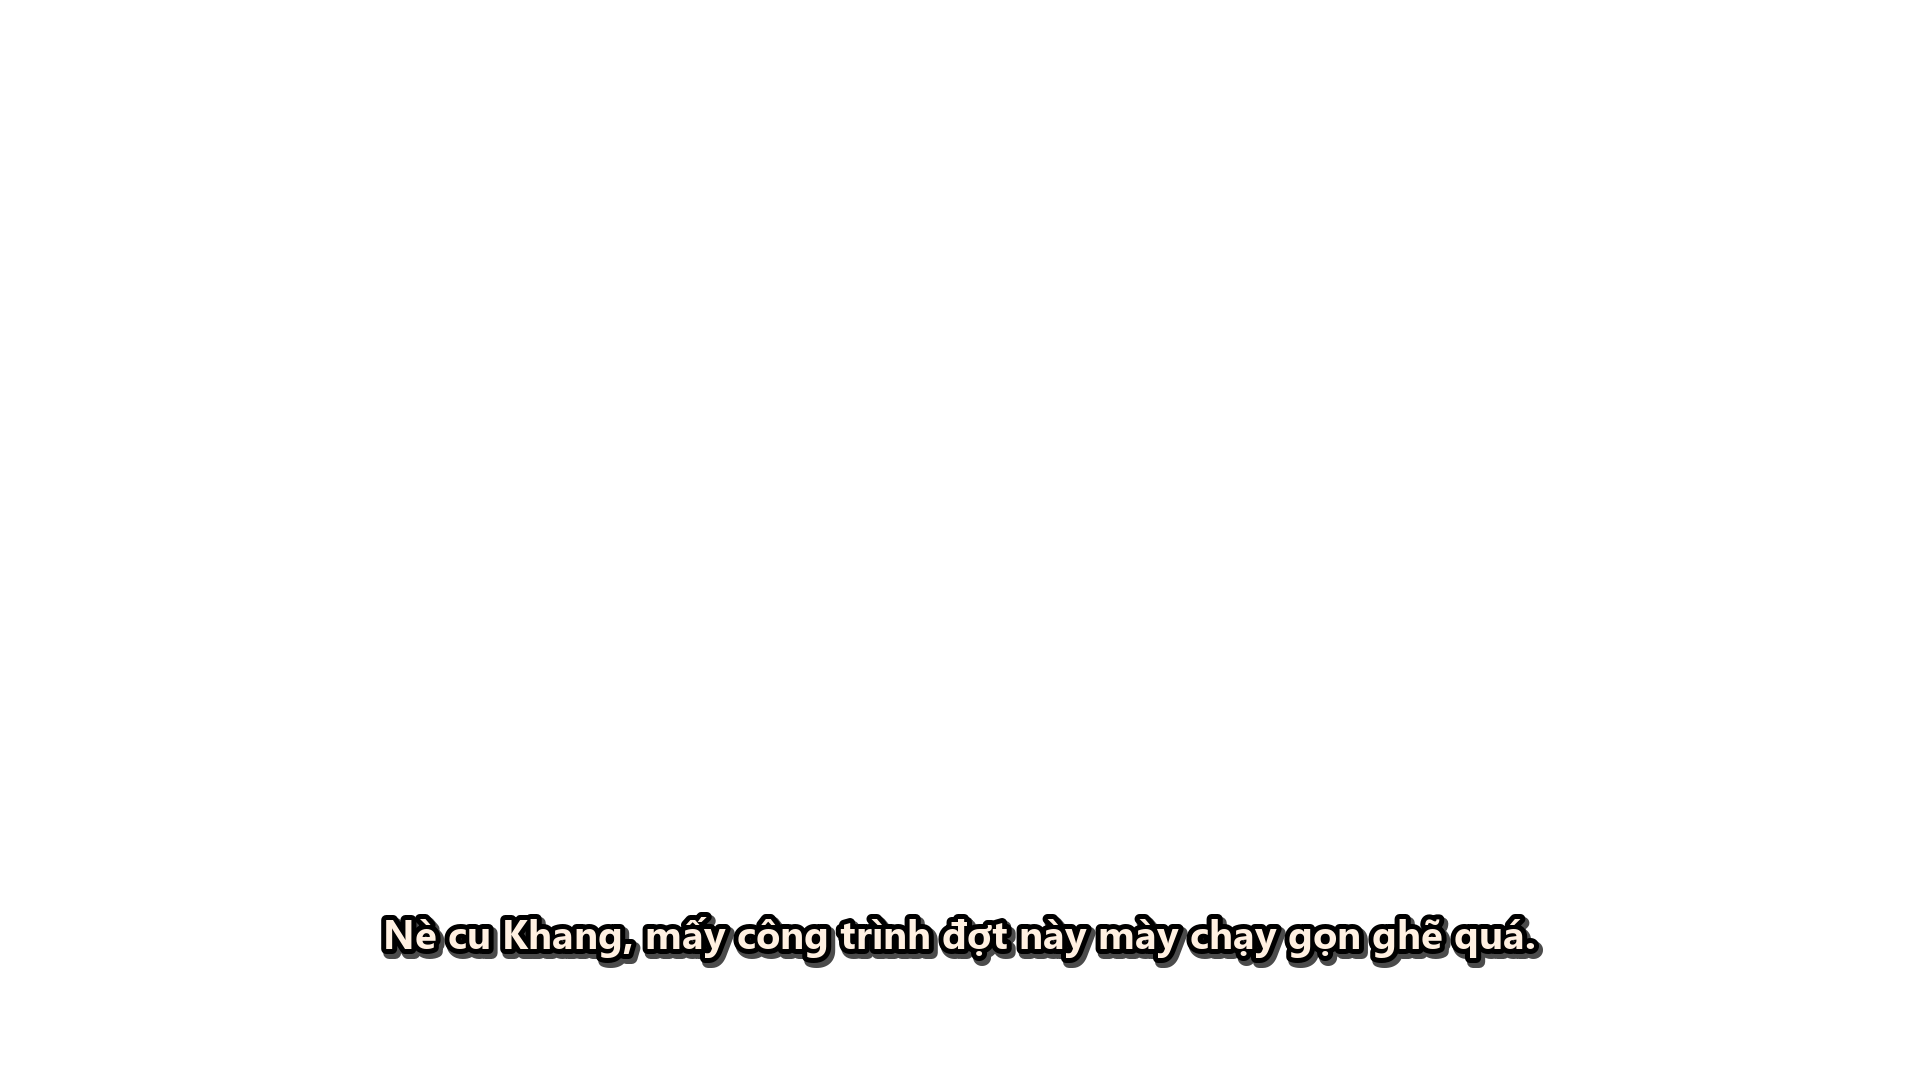 Nè cu Khang, mấy công trình đợt này mày chạy gọn ghẽ quá.